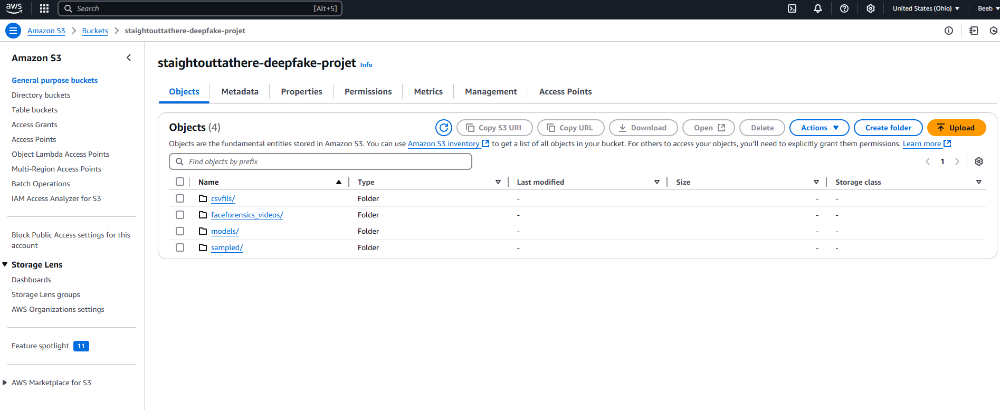 aws
Search [Alt+S]
United States (Ohio)
Beeb
Amazon S3 Buckets staightouttathere-deepfake-projet
Amazon S3
General purpose buckets
Directory buckets
Table buckets
Access Grants
Access Points
Object Lambda Access Points
Multi-Region Access Points
Batch Operations
IAM Access Analyzer for S3
Block Public Access settings for this
account
Storage Lens
Dashboards
Storage Lens groups
AWS Organizations settings
Feature spotlight 11
AWS Marketplace for S3
staightouttathere-deepfake-projet Info
Objects Metadata Properties Permissions Metrics Management Access Points
Objects (4)
Copy S3 URI Copy URL Download Open Delete Actions Create folder Upload
Objects are the fundamental entities stored in Amazon S3. You can use Amazon S3 inventory to get a list of all objects in your bucket. For others to access your objects, you'll need to explicitly grant them permissions. Learn more
Find objects by prefix
1
Name Type Last modified Size Storage class
csvfils/ Folder - - -
faceforensics_videos/ Folder - - -
models/ Folder - - -
sampled/ Folder - - -